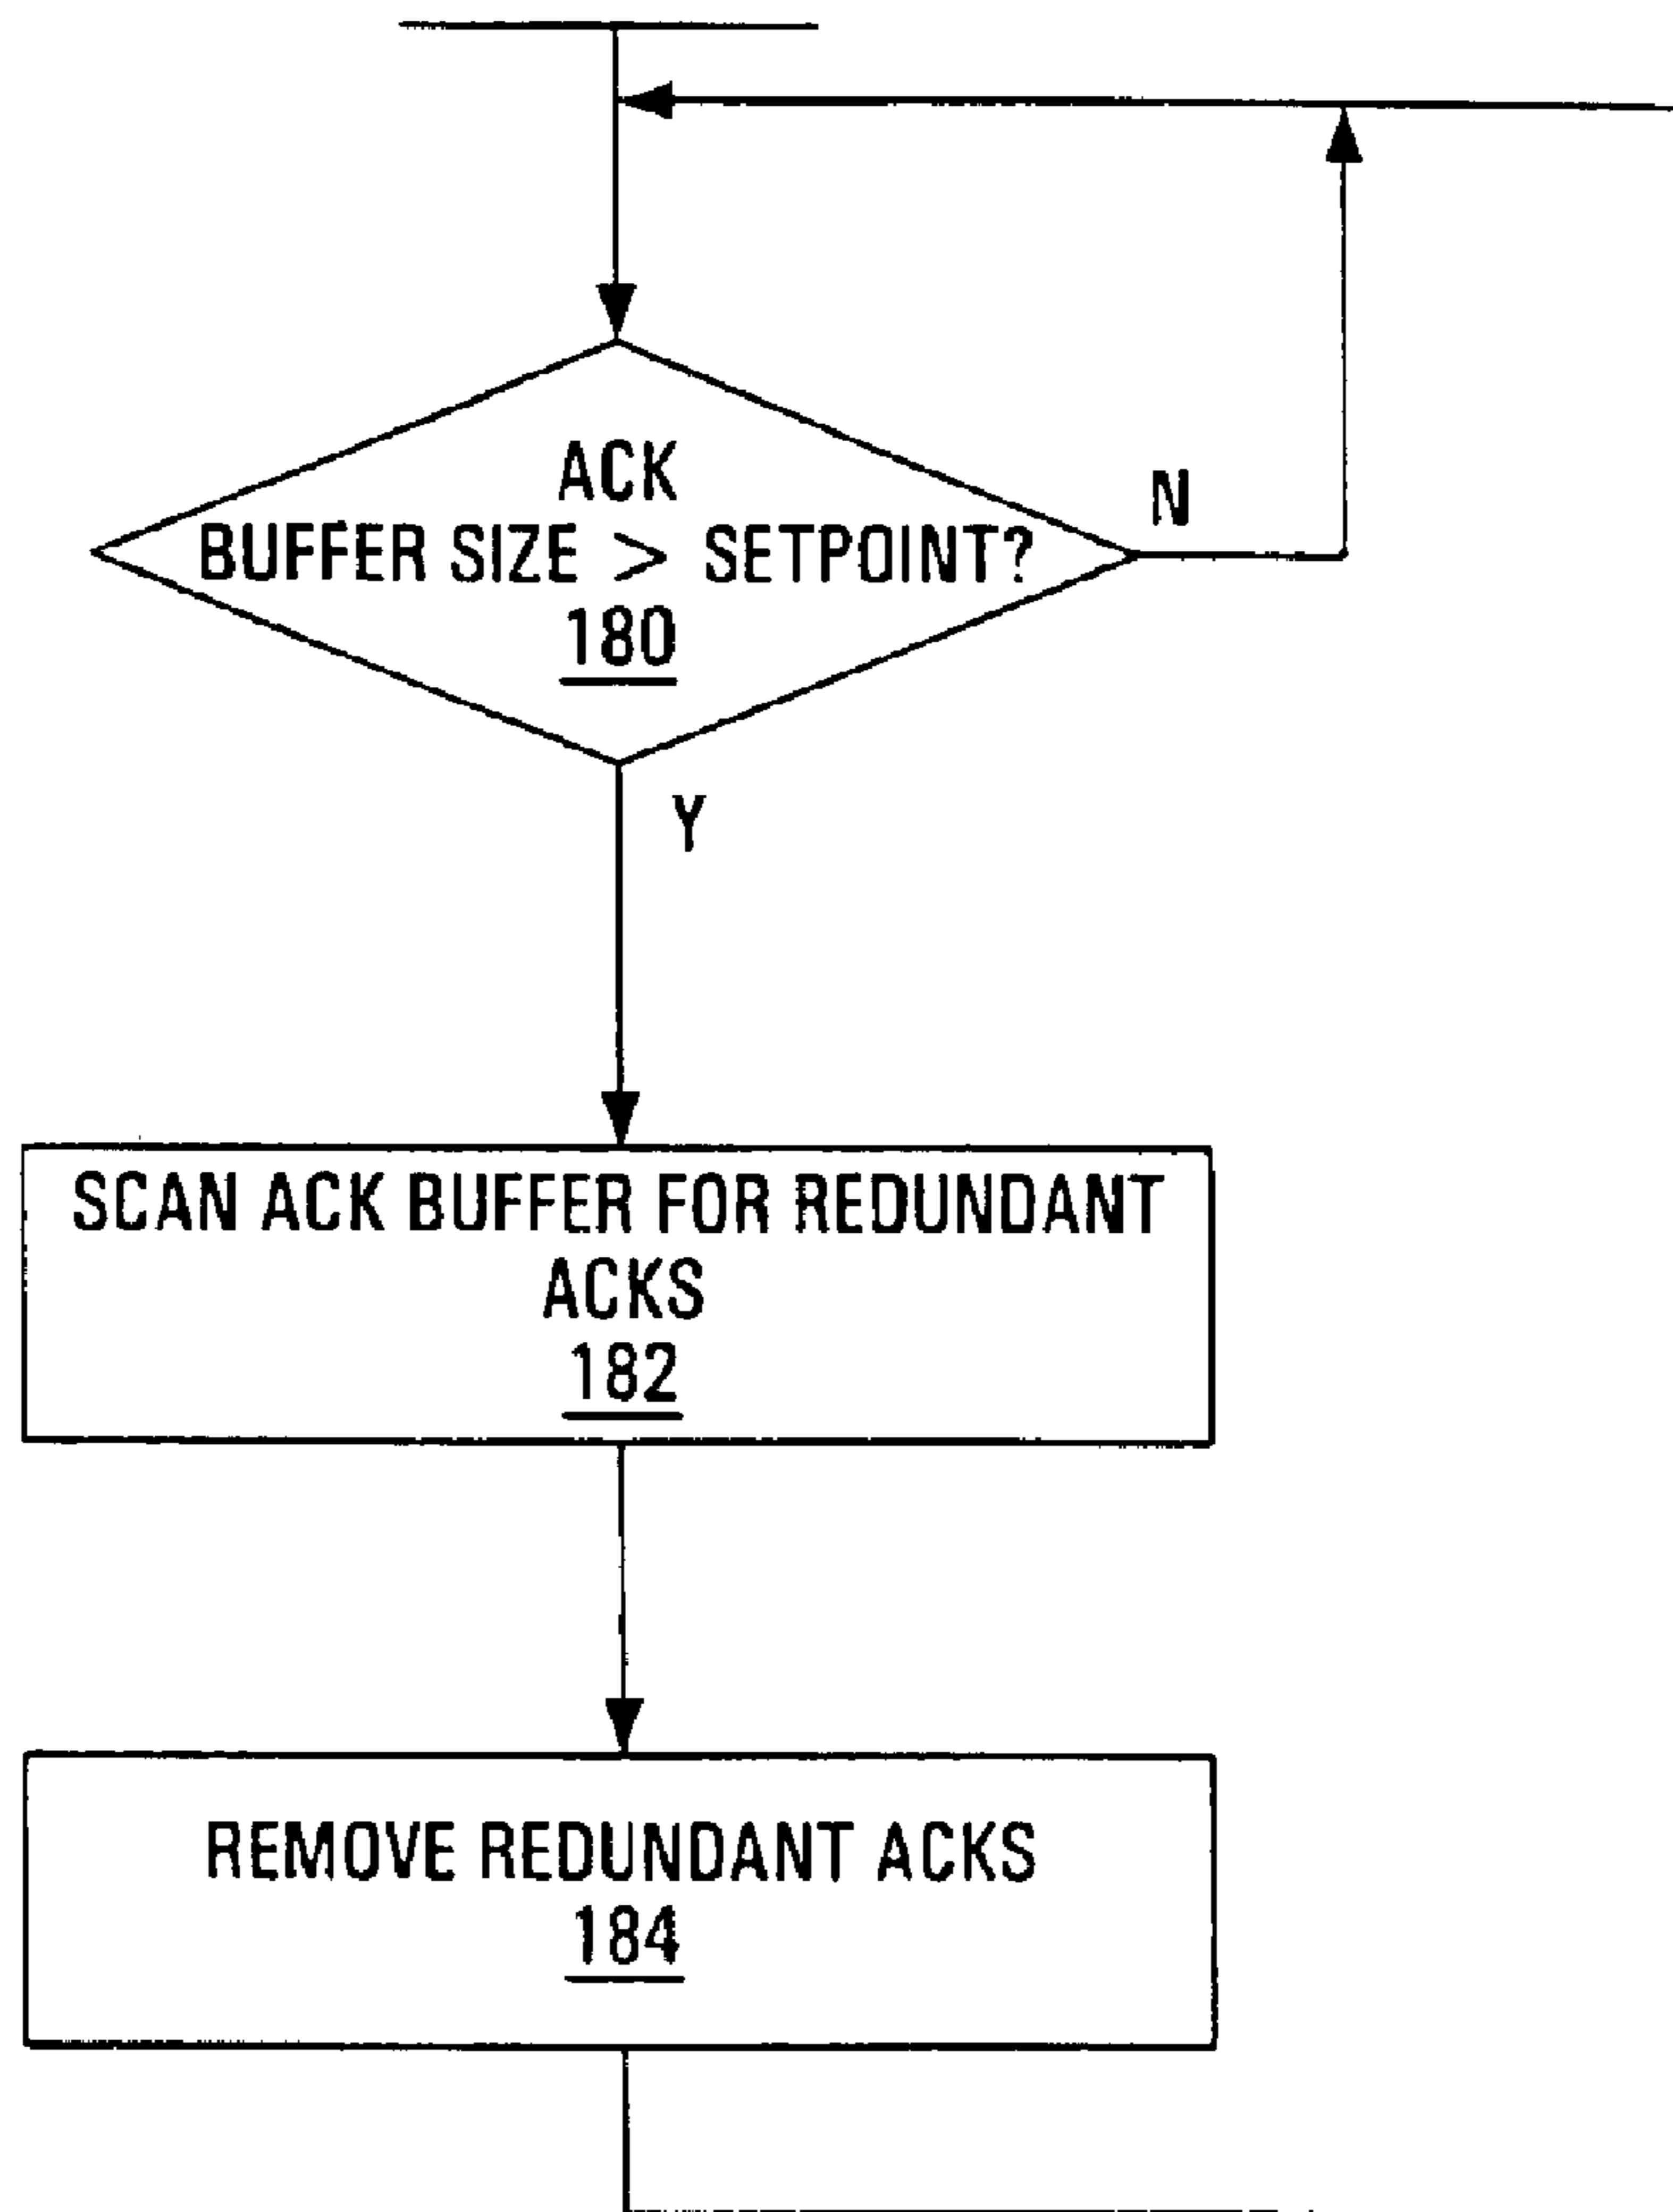 ACK
BUFFER SIZE > SETPOINT?
180
N
Y
SCAN ACK BUFFER FOR REDUNDANT
ACKS
182
REMOVE REDUNDANT ACKS
184